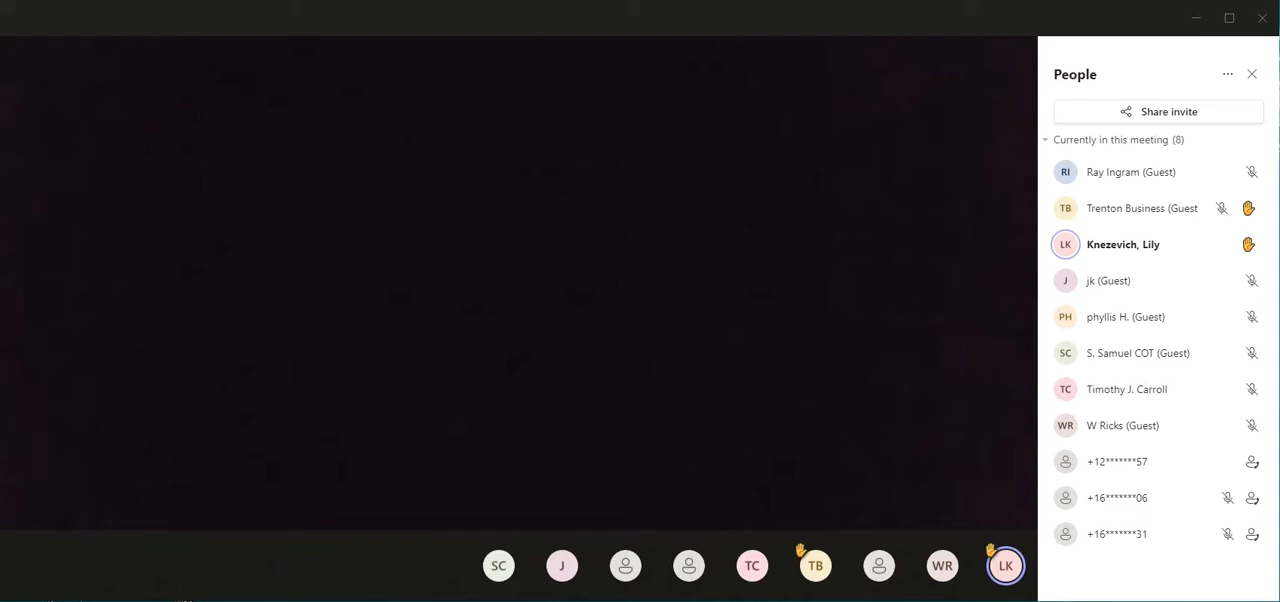 People
Share invite
Currently in this meeting (8)
RI Ray Ingram (Guest)
TB Trenton Business (Guest
LK Knezevich, Lily
J jk (Guest)
PH phyllis H. (Guest)
SC S. Samuel COT (Guest)
TC Timothy J. Carroll
WR W Ricks (Guest)
+12*******57
+16*******06
+16*******31
SC J TC TB WR LK